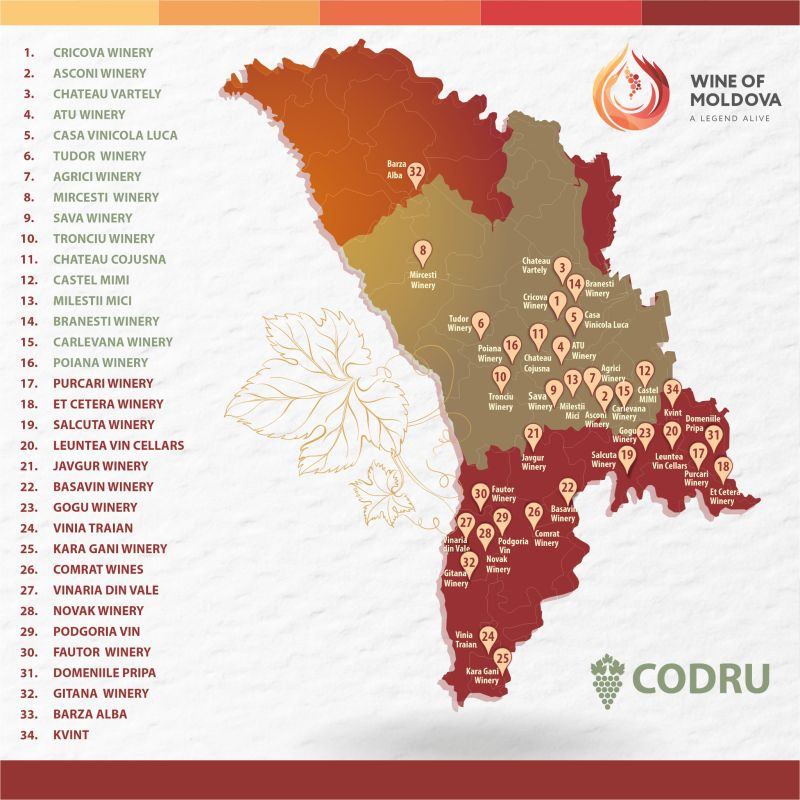 1. CRICOVA WINERY
2. ASCONI WINERY
3. CHATEAU VARTELY
4. ATU WINERY
5. CASA VINICOLA LUCA
6. TUDOR WINERY
7. AGRICI WINERY
8. MIRCESTI WINERY
9. SAVA WINERY
10. TRONCIU WINERY
11. CHATEAU COJUSNA
12. CASTEL MIMI
13. MILESTII MICI
14. BRANESTI WINERY
15. CARLEVANA WINERY
16. POIANA WINERY
17. PURCARI WINERY
18. ET CETERA WINERY
19. SALCUTA WINERY
20. LEUNTEA VIN CELLARS
21. JAVGUR WINERY
22. BASAVIN WINERY
23. GOGU WINERY
24. VINIA TRAIAN
25. KARA GANI WINERY
26. COMRAT WINES
27. VINARIA DIN VALE
28. NOVAK WINERY
29. PODGORIA VIN
30. FAUTOR WINERY
31. DOMENIILE PRIPA
32. GITANA WINERY
33. BARZA ALBA
34. KVINT
WINE OF
MOLDOVA
A LEGEND ALIVE
Barza
Alba
32
8
Mircesti
Winery
Chateau
Vartely
3
14
Branesti
Winery
Cricova
Winery
1
5
Casa
Vinicola Luca
Tudor
Winery
6
Poiana
Winery
16
11
Chateau
Cojusna
4
ATU
Winery
10
Tronciu
Winery
9
Sava
Winery
13
Milestii
Mici
7
Agrici
Winery
2
Asconi
Winery
15
Carlevana
Winery
12
Castel
MIMI
34
Kvint
Domeniile
Pripa
31
21
Javgur
Winery
Gogu
Winery
23
Salcuta
Winery
19
20
Leuntea
Vin Cellars
17
Purcari
Winery
18
Et Cetera
Winery
30
Fautor
Winery
22
Basavin
Winery
27
Vinaria
din Vale
28
Novak
Winery
29
Podgoria
Vin
26
Comrat
Winery
32
Gitana
Winery
Vinia
Traian
24
25
Kara Gani
Winery
CODRU